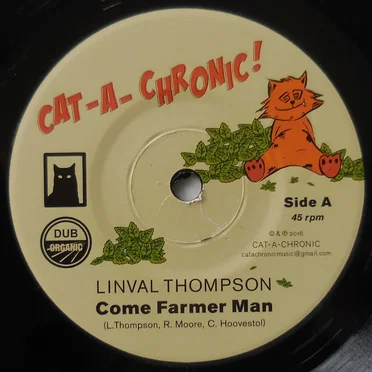 CAT-A-CHRONIC!
Side A
45 rpm
DUB
ORGANIC
© & ℗ 2016
CAT-A-CHRONIC
catachronicmusic@gmail.com
LINVAL THOMPSON
Come Farmer Man
(L.Thompson, R. Moore, C. Hoovestol)